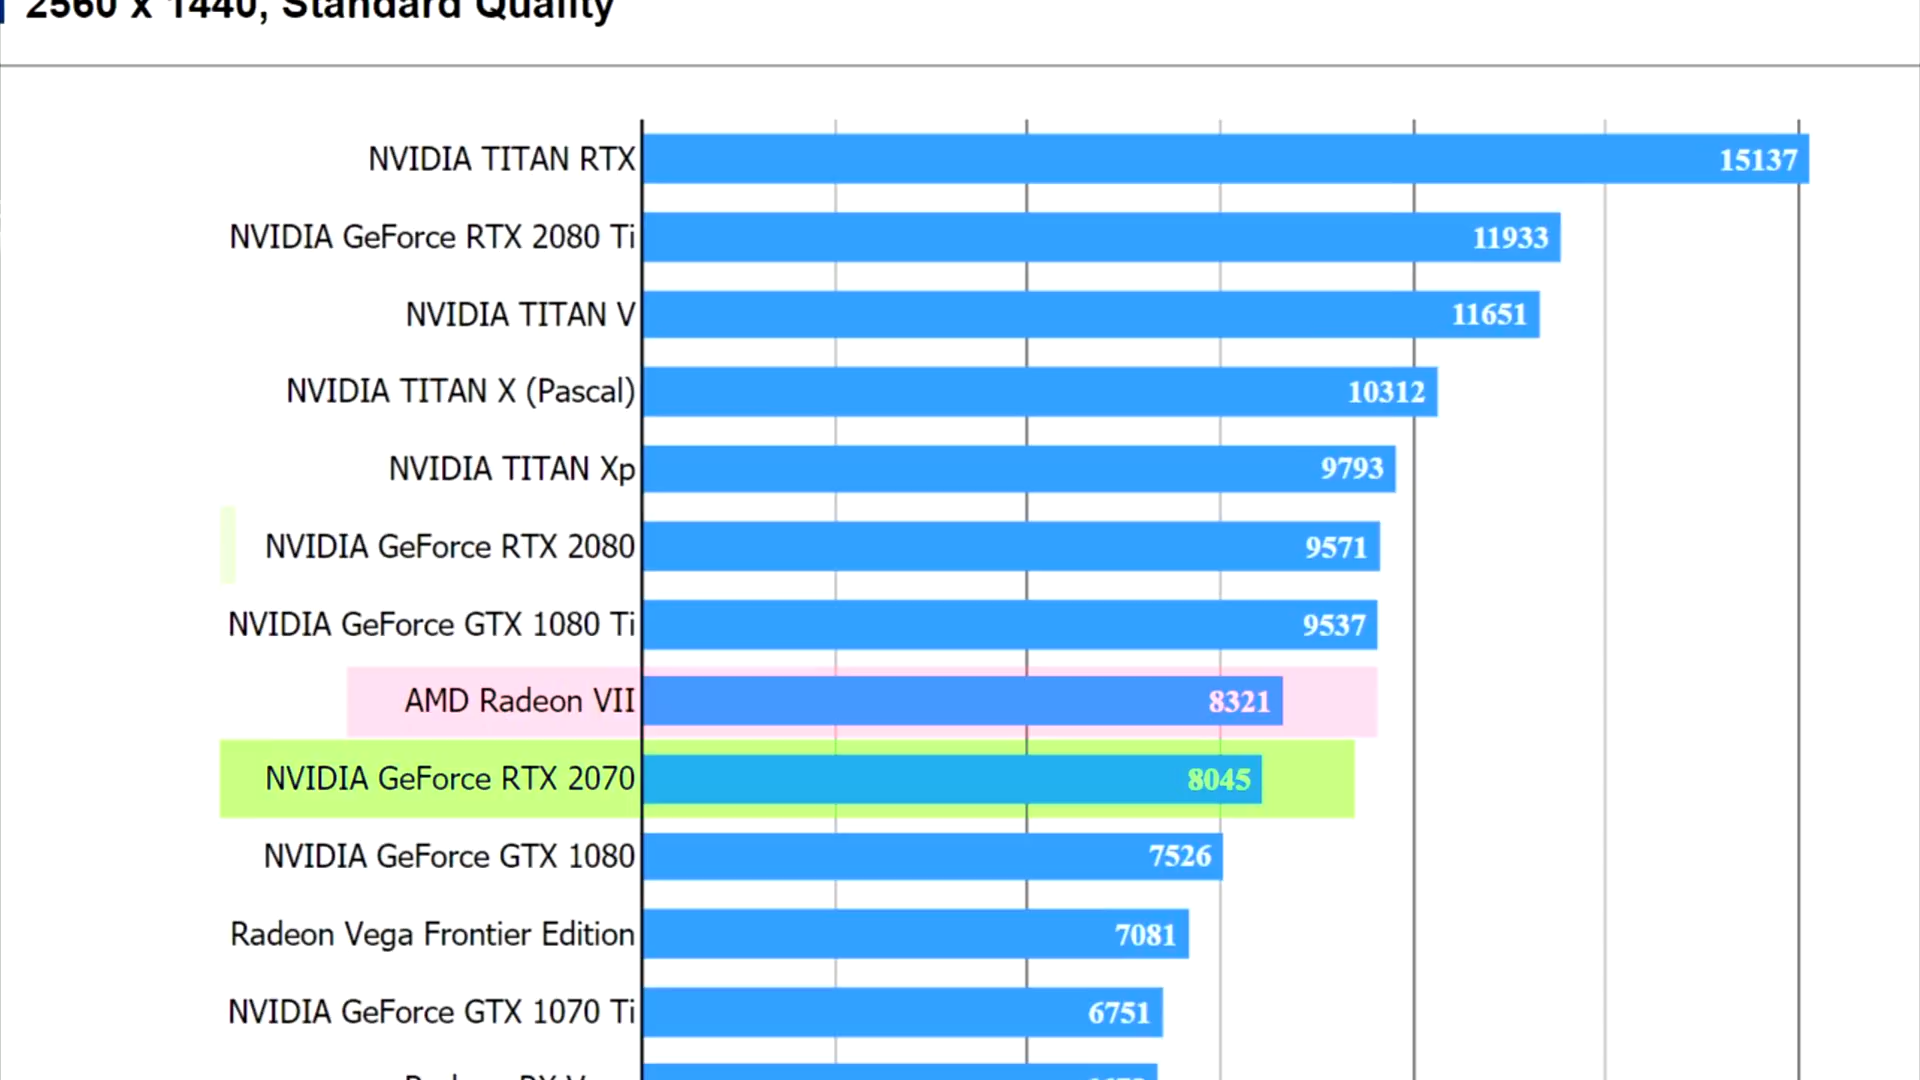 2560 x 1440, Standard Quality
NVIDIA TITAN RTX 15137
NVIDIA GeForce RTX 2080 Ti 11933
NVIDIA TITAN V 11651
NVIDIA TITAN X (Pascal) 10312
NVIDIA TITAN Xp 9793
NVIDIA GeForce RTX 2080 9571
NVIDIA GeForce GTX 1080 Ti 9537
AMD Radeon VII 8321
NVIDIA GeForce RTX 2070 8045
NVIDIA GeForce GTX 1080 7526
Radeon Vega Frontier Edition 7081
NVIDIA GeForce GTX 1070 Ti 6751